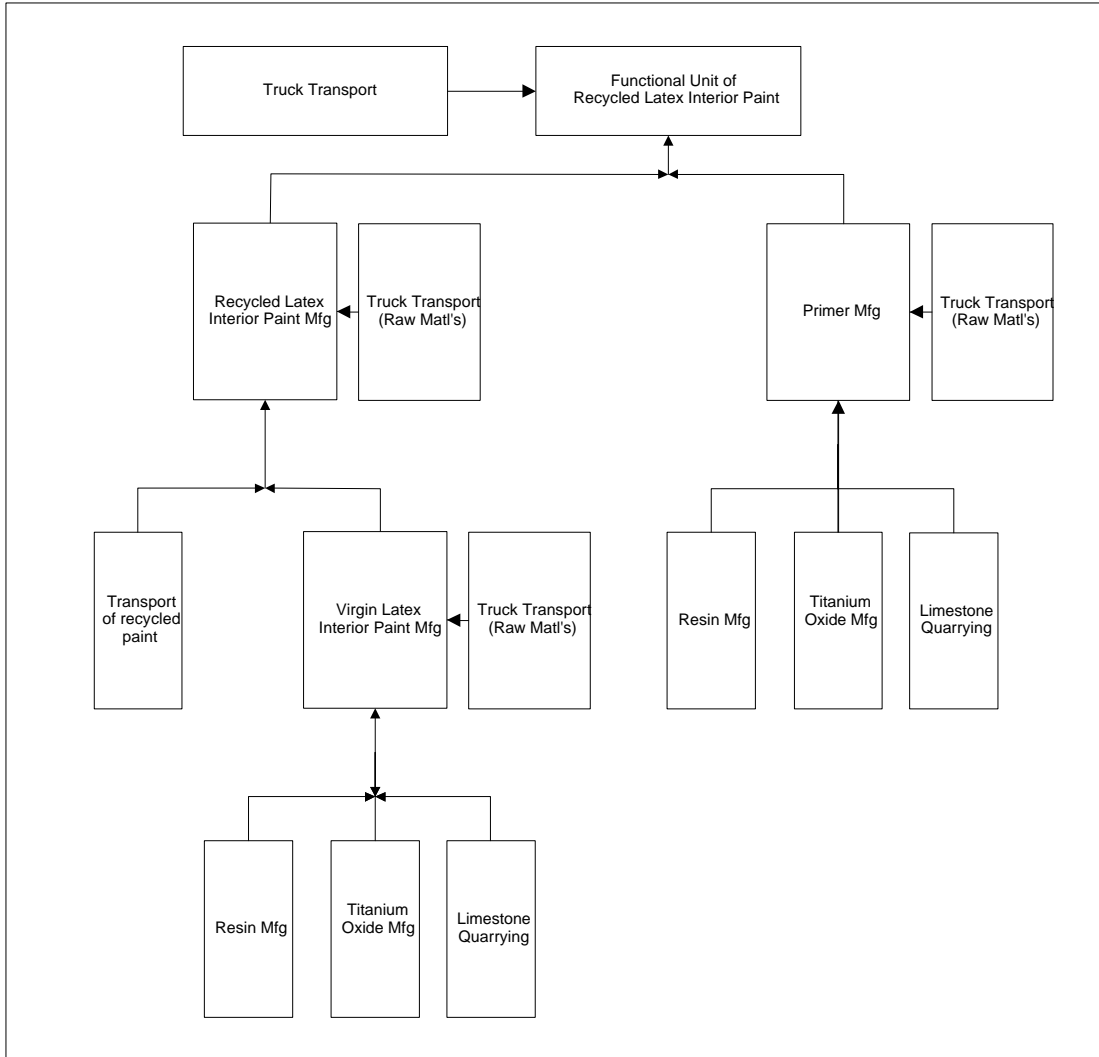 Truck Transport
Functional Unit of
Recycled Latex Interior Paint
Recycled Latex
Interior Paint Mfg
Truck Transport
(Raw Matl's)
Primer Mfg
Truck Transport
(Raw Matl's)
Transport
of recycled
paint
Virgin Latex
Interior Paint Mfg
Truck Transport
(Raw Matl's)
Resin Mfg
Titanium
Oxide Mfg
Limestone
Quarrying
Resin Mfg
Titanium
Oxide Mfg
Limestone
Quarrying